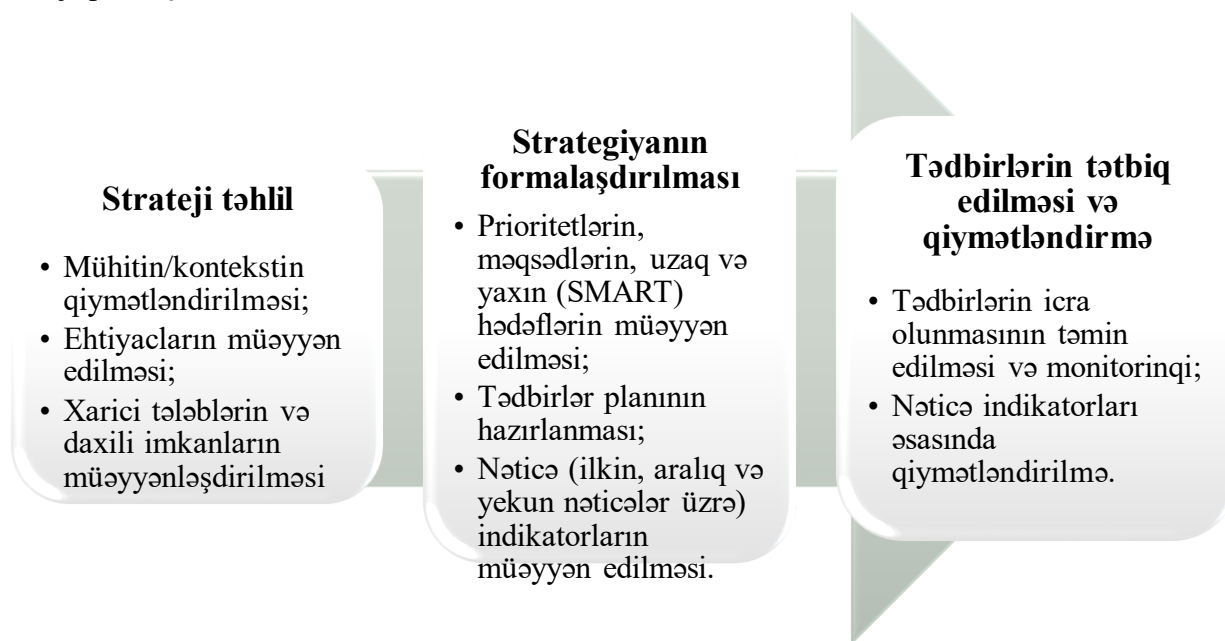 Strateji təhlil
• Mühitin/kontekstin
qiymətləndirilməsi;
• Ehtiyacların müəyyən
edilməsi;
• Xarici tələblərin və
daxili imkanların
müəyyənləşdirilməsi
Strategiyanın
formalaşdırılması
• Prioritetlərin,
məqsədlərin, uzaq və
yaxın (SMART)
hədəflərin müəyyən
edilməsi;
• Tədbirlər planının
hazırlanması;
• Nəticə (ilkin, aralıq və
yekun nəticələr üzrə)
indikatorların
müəyyən edilməsi.
Tədbirlərin tətbiq
edilməsi və
qiymətləndirmə
• Tədbirlərin icra
olunmasının təmin
edilməsi və monitorinqi;
• Nəticə indikatorları
əsasında
qiymətləndirilmə.